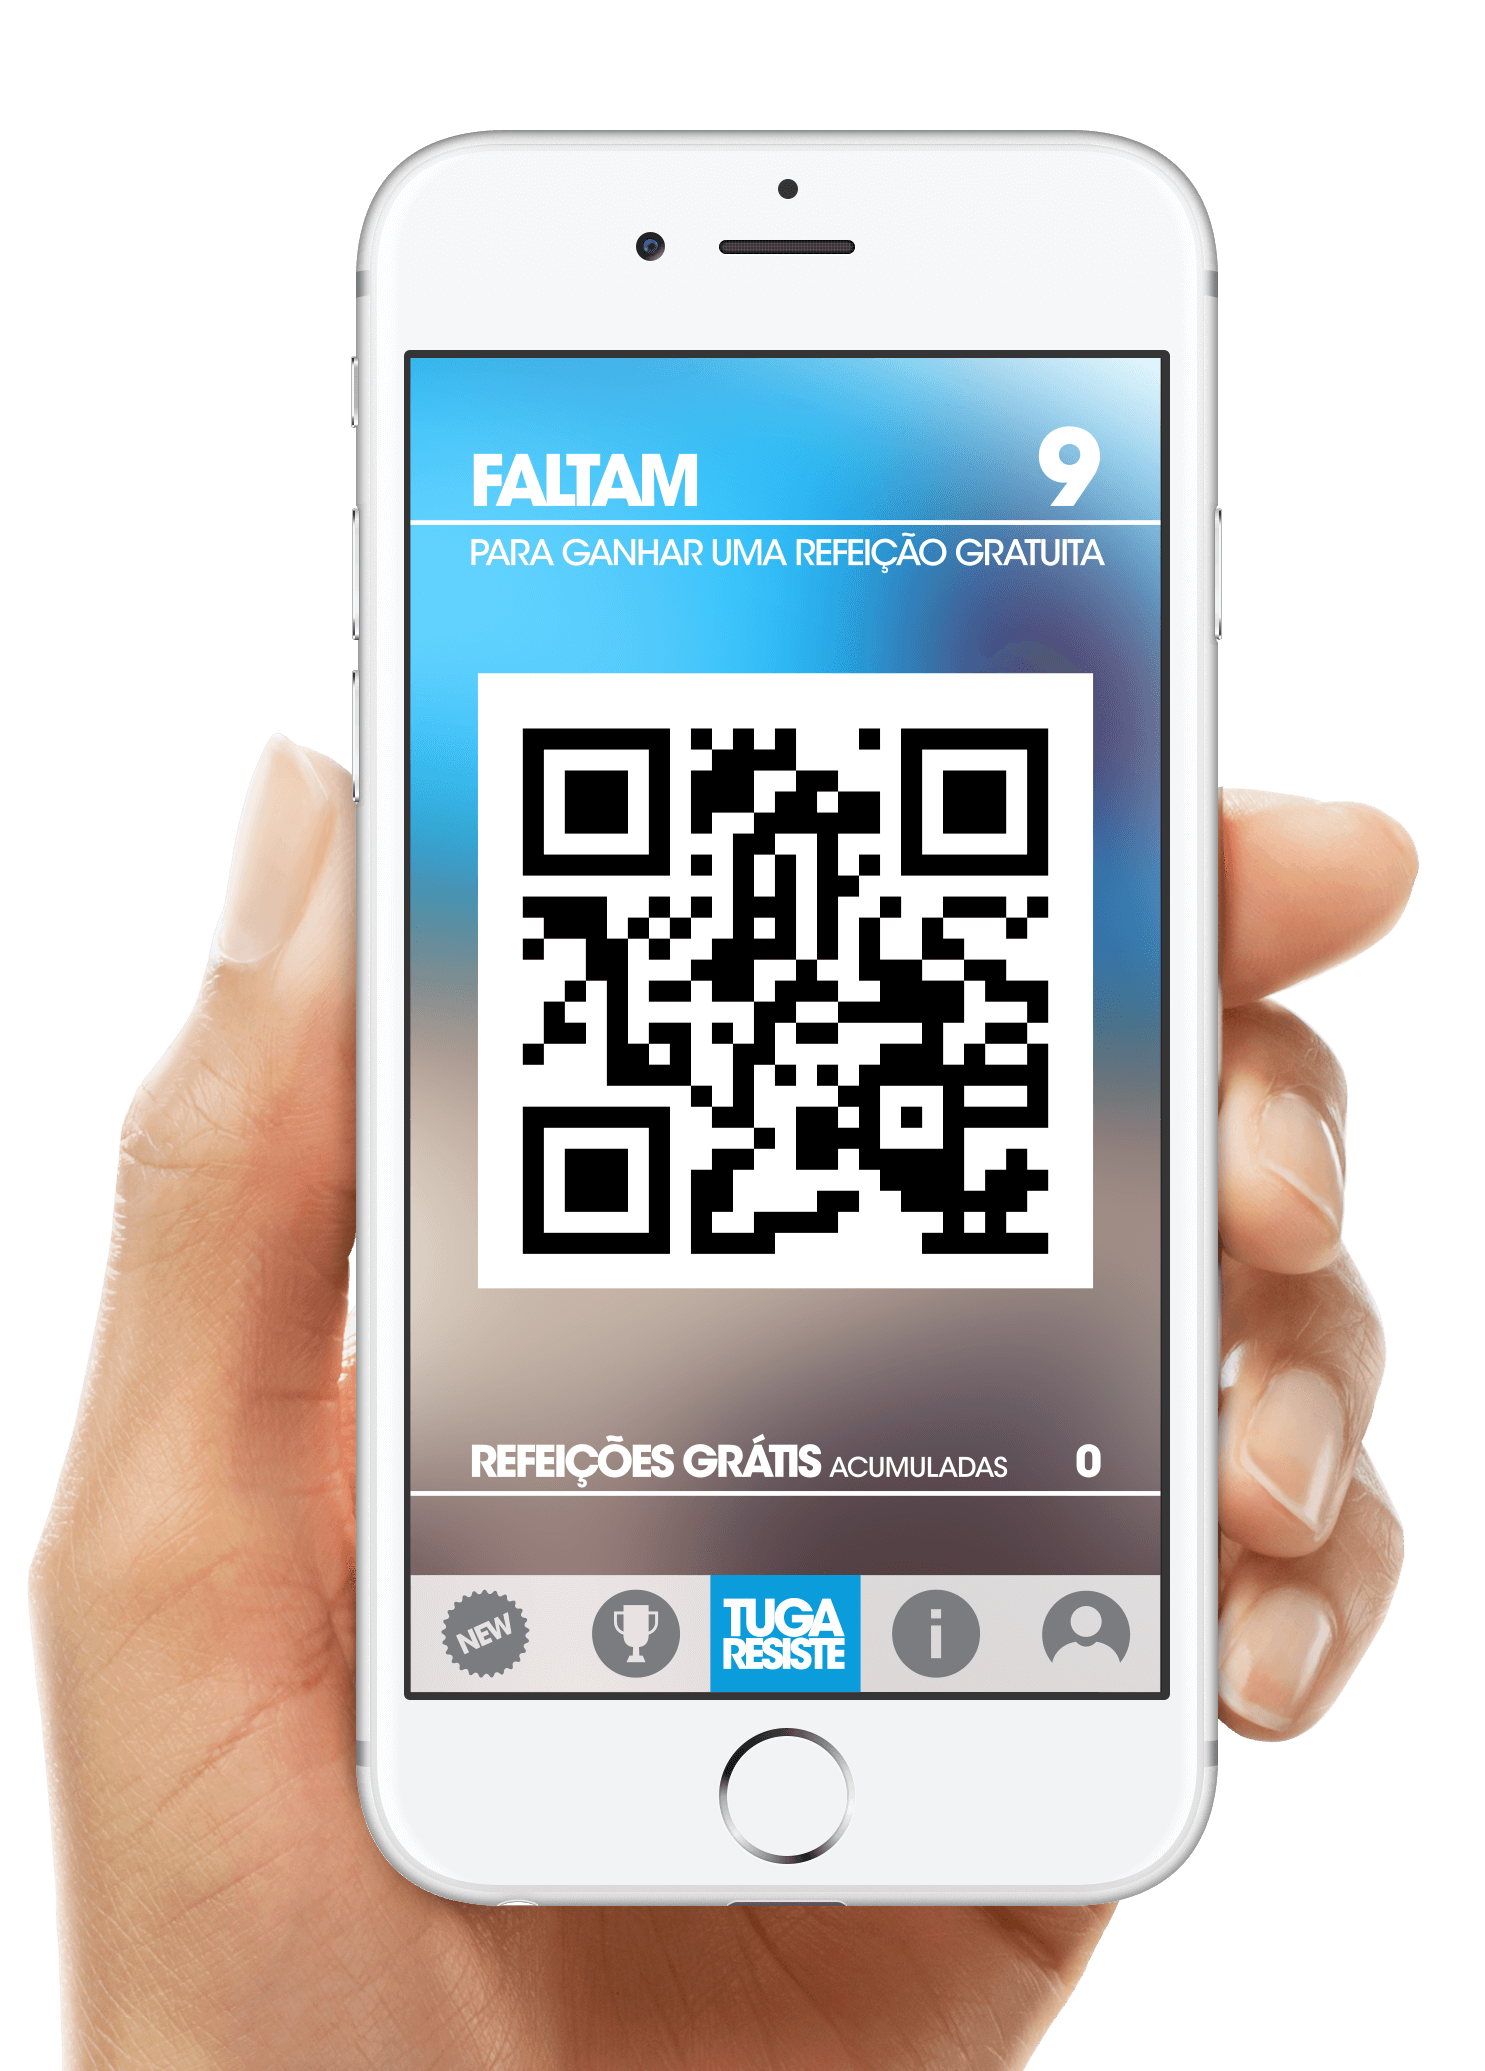 FALTAM 9
PARA GANHAR UMA REFEIÇÃO GRATUITA
REFEIÇÕES GRÁTIS ACUMULADAS 0
NEW
TUGA
RESISTE
i